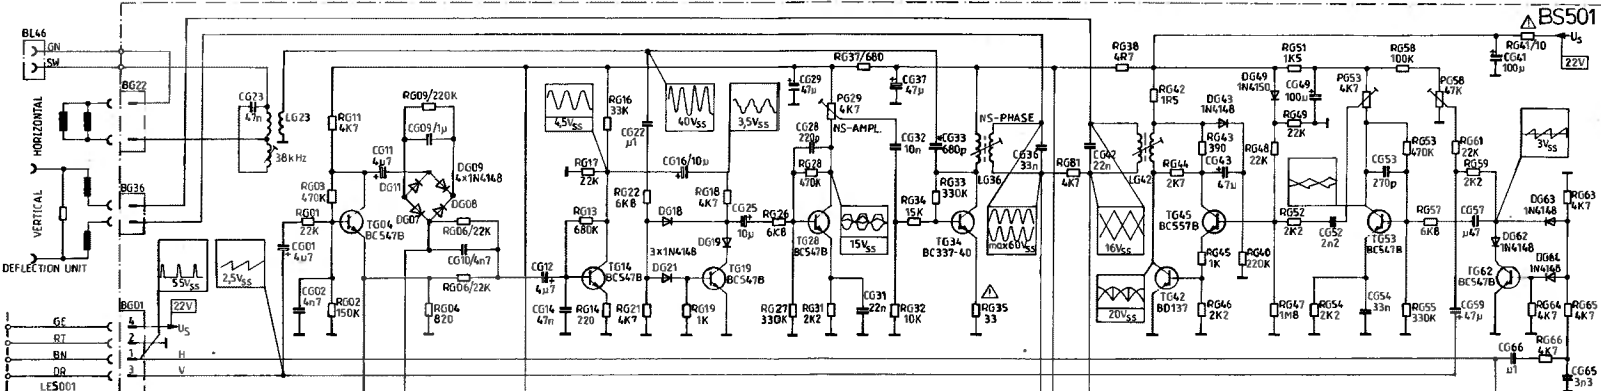 BS501
BL46
GN
SW
BG22
HORIZONTAL
VERTICAL
DEFLECTION UNIT
BG36
BG01
4
2
1
3
GE
RT
BN
DR
LES001
22V
Us
H
V
55Vss
2,5Vss
CG23
47n
LG23
38kHz
RG11
4K7
RG03
470K
RG01
22K
CG01
4µ7
CG02
4n7
RG02
150K
TG04
BC547B
CG11
4µ7
RG09/220K
CG09/1µ
DG09
4x1N4148
DG11
DG07
DG08
RG06/22K
CG10/4n7
RG06/22K
RG04
820
CG12
4µ7
4,5Vss
RG16
33K
RG17
22K
RG13
680K
TG14
BC547B
CG14
47n
RG14
220
RG21
4K7
CG22
µ1
40Vss
3,5Vss
CG16/10µ
RG22
6K8
RG18
4K7
DG18
3x1N4148
DG19
DG21
TG19
BC547B
RG19
1K
CG25
10µ
RG26
6K8
CG29
47µ
RG37/680
CG37
47µ
PG29
4K7
NS-AMPL.
CG28
220p
RG28
470K
TG28
BC547B
15Vss
RG27
330K
RG31
2K2
CG31
22n
CG32
10n
RG34
15K
RG32
10K
CG33
680p
RG33
330K
NS-PHASE
LG36
TG34
BC337-40
RG35
33
max60Vss
CG36
33n
RG81
4K7
CG42
22n
16Vss
20Vss
RG38
4R7
RG42
1R5
LG42
DG43
1N4148
RG43
390
RG44
2K7
CG43
47µ
TG45
BC557B
RG45
1K
RG40
220K
TG42
BD137
RG46
2K2
DG49
1N4150
RG48
22K
RG51
1K5
CG49
100µ
RG49
22K
RG52
2K2
CG52
2n2
RG47
1M8
RG54
2K2
PG53
4K7
RG58
100K
PG58
47K
CG53
270p
RG53
470K
TG53
BC547B
CG54
33n
RG55
330K
RG57
6K8
CG57
µ47
RG61
22K
RG59
2K2
CG59
47µ
TG62
BC547B
DG62
1N4148
3Vss
DG63
1N4148
RG63
4K7
DG64
1N4148
RG64
4K7
RG65
4K7
RG66
4K7
CG66
µ1
CG65
3n3
RG41/10
CG41
100µ
Us
22V